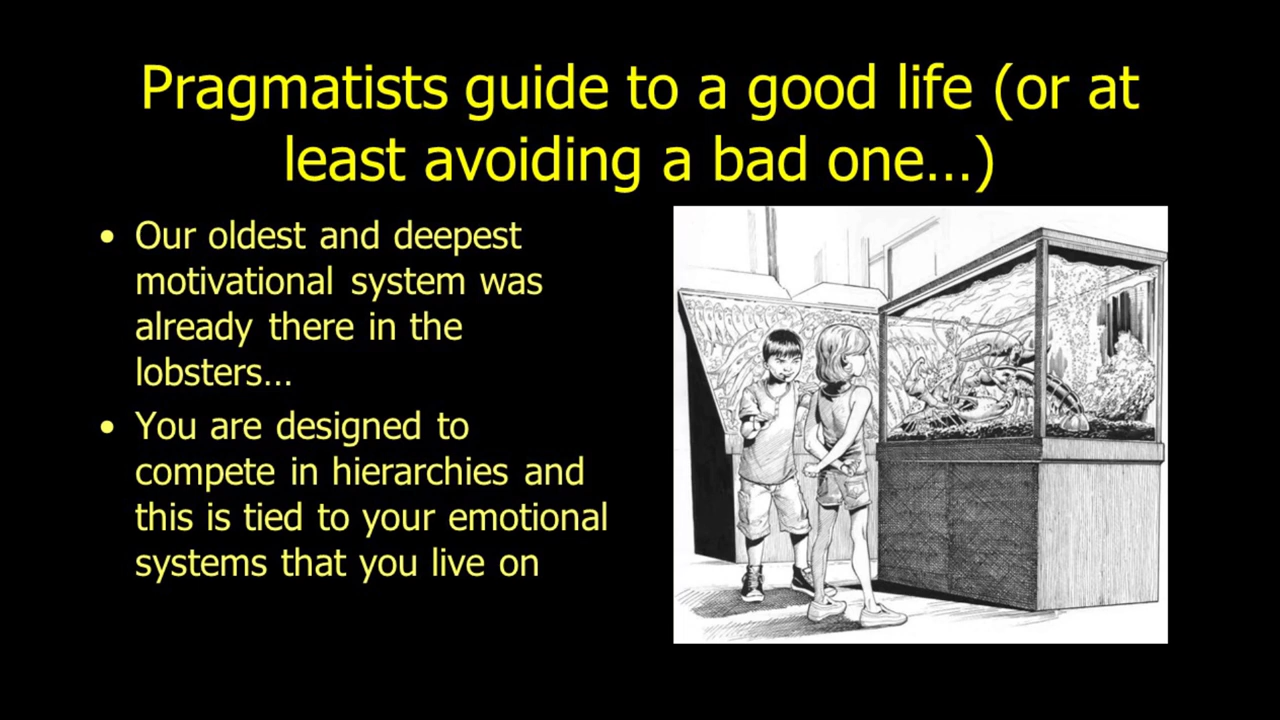 Pragmatists guide to a good life (or at
least avoiding a bad one…)
• Our oldest and deepest
motivational system was
already there in the
lobsters…
• You are designed to
compete in hierarchies and
this is tied to your emotional
systems that you live on